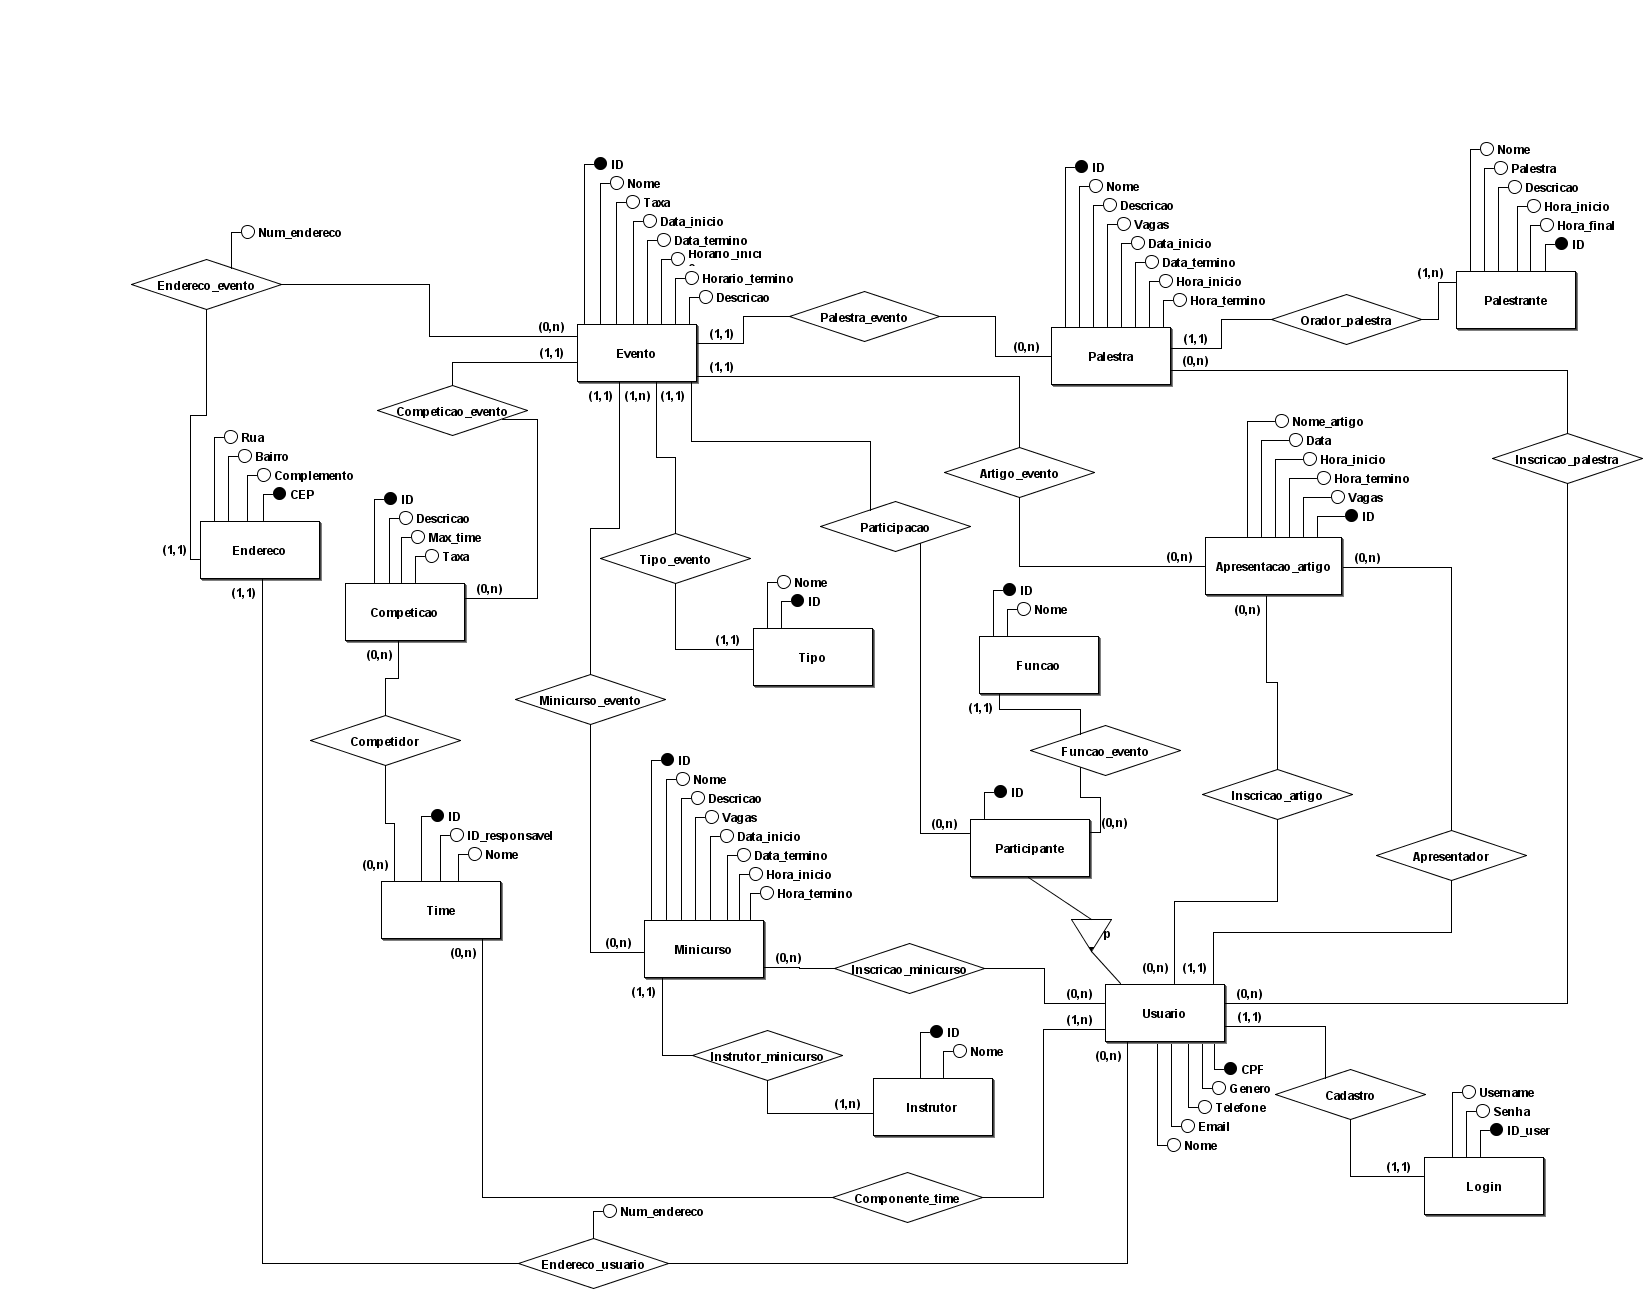 ID
Nome
Taxa
Data_inicio
Data_termino
Horario_inici
Horario_termino
Descricao
Num_endereco
Endereco_evento
(0,n)
(1,1)
Evento
(1,1)
(1,1)
(1,1)
(1,n)
(1,1)
Palestra_evento
(0,n)
ID
Nome
Descricao
Vagas
Data_inicio
Data_termino
Hora_inicio
Hora_termino
Palestra
(1,1)
(0,n)
Orador_palestra
(1,n)
Nome
Palestra
Descricao
Hora_inicio
Hora_final
ID
Palestrante
Competicao_evento
Rua
Bairro
Complemento
CEP
(1,1)
Endereco
(1,1)
ID
Descricao
Max_time
Taxa
Competicao
(0,n)
(0,n)
Tipo_evento
Nome
ID
(1,1)
Tipo
Participacao
Artigo_evento
(0,n)
Nome_artigo
Data
Hora_inicio
Hora_termino
Vagas
ID
Apresentacao_artigo
(0,n)
(0,n)
Inscricao_palestra
ID
Nome
Funcao
(1,1)
Funcao_evento
Minicurso_evento
Competidor
ID
Nome
Descricao
Vagas
Data_inicio
Data_termino
Hora_inicio
Hora_termino
(0,n)
Minicurso
(0,n)
(1,1)
ID
(0,n)
(0,n)
Participante
p
Inscricao_artigo
Apresentador
ID
ID_responsavel
Nome
(0,n)
Time
(0,n)
Inscricao_minicurso
(0,n)
(1,1)
(0,n)
(0,n)
Usuario
(1,n)
(1,1)
(0,n)
Instrutor_minicurso
ID
Nome
(1,n)
Instrutor
CPF
Genero
Telefone
Email
Nome
Cadastro
Username
Senha
ID_user
(1,1)
Login
Componente_time
Num_endereco
Endereco_usuario